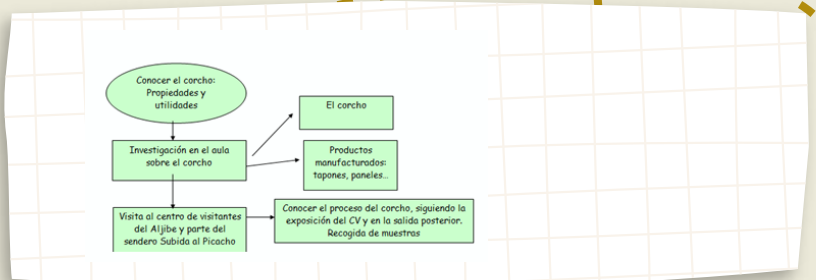 Conocer el corcho:
Propiedades y
utilidades
El corcho
Investigación en el aula
sobre el corcho
Productos
manufacturados:
tapones, paneles...
Visita al centro de visitantes
del Aljibe y parte del
sendero Subida al Picacho
Conocer el proceso del corcho, siguiendo la
exposición del CV y en la salida posterior.
Recogida de muestras